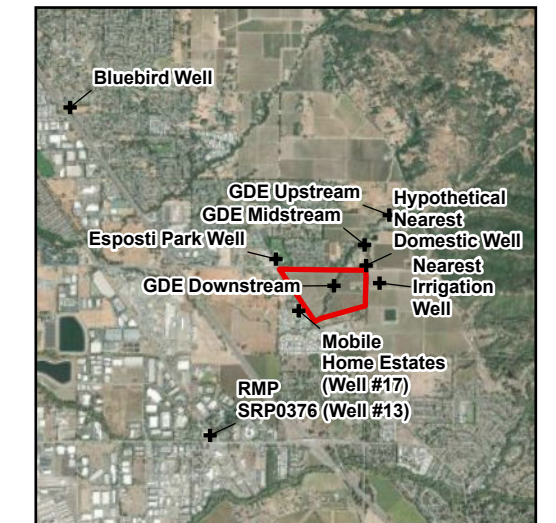 Bluebird Well
GDE Upstream
GDE Midstream
Esposti Park Well
GDE Downstream
Hypothetical
Nearest
Domestic Well
Nearest
Irrigation
Well
Mobile
Home Estates
(Well #17)
RMP
SRP0376 (Well #13)